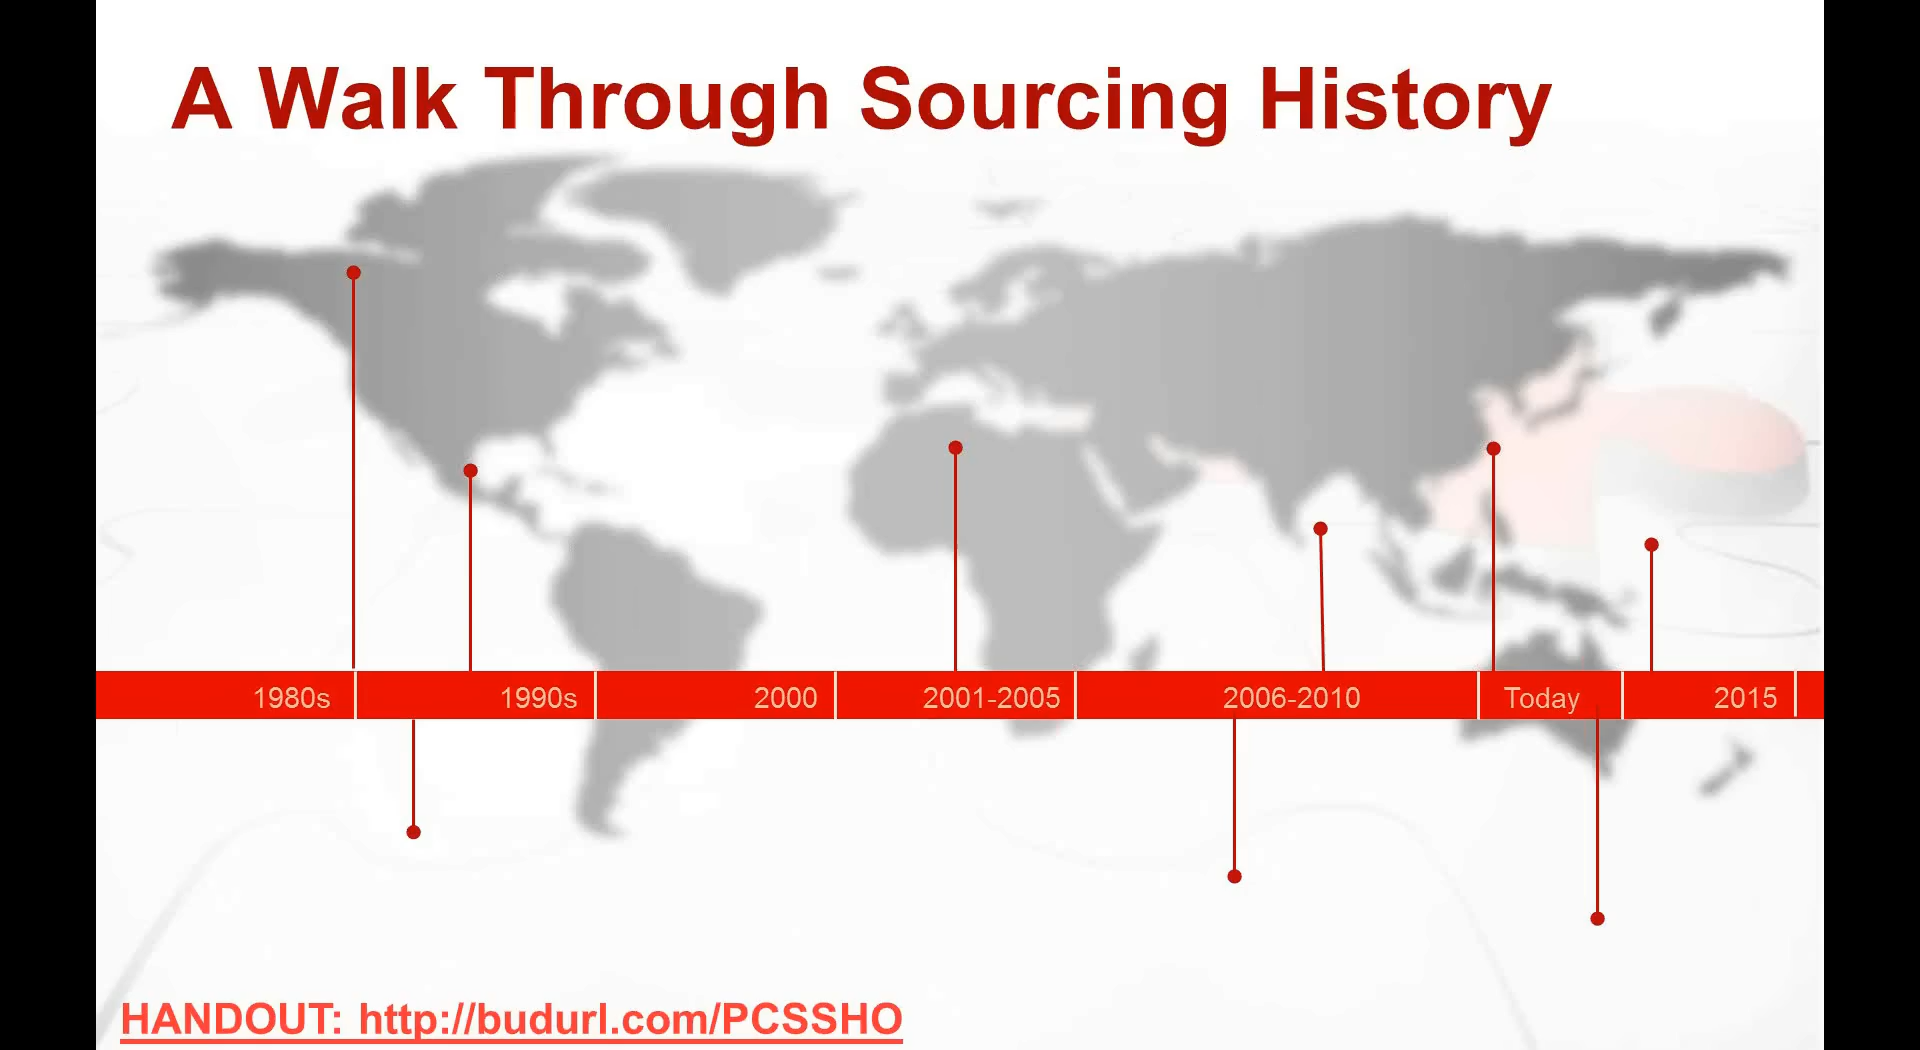 A Walk Through Sourcing History
1980s 1990s 2000 2001-2005 2006-2010 Today 2015
HANDOUT: http://budurl.com/PCSSHO